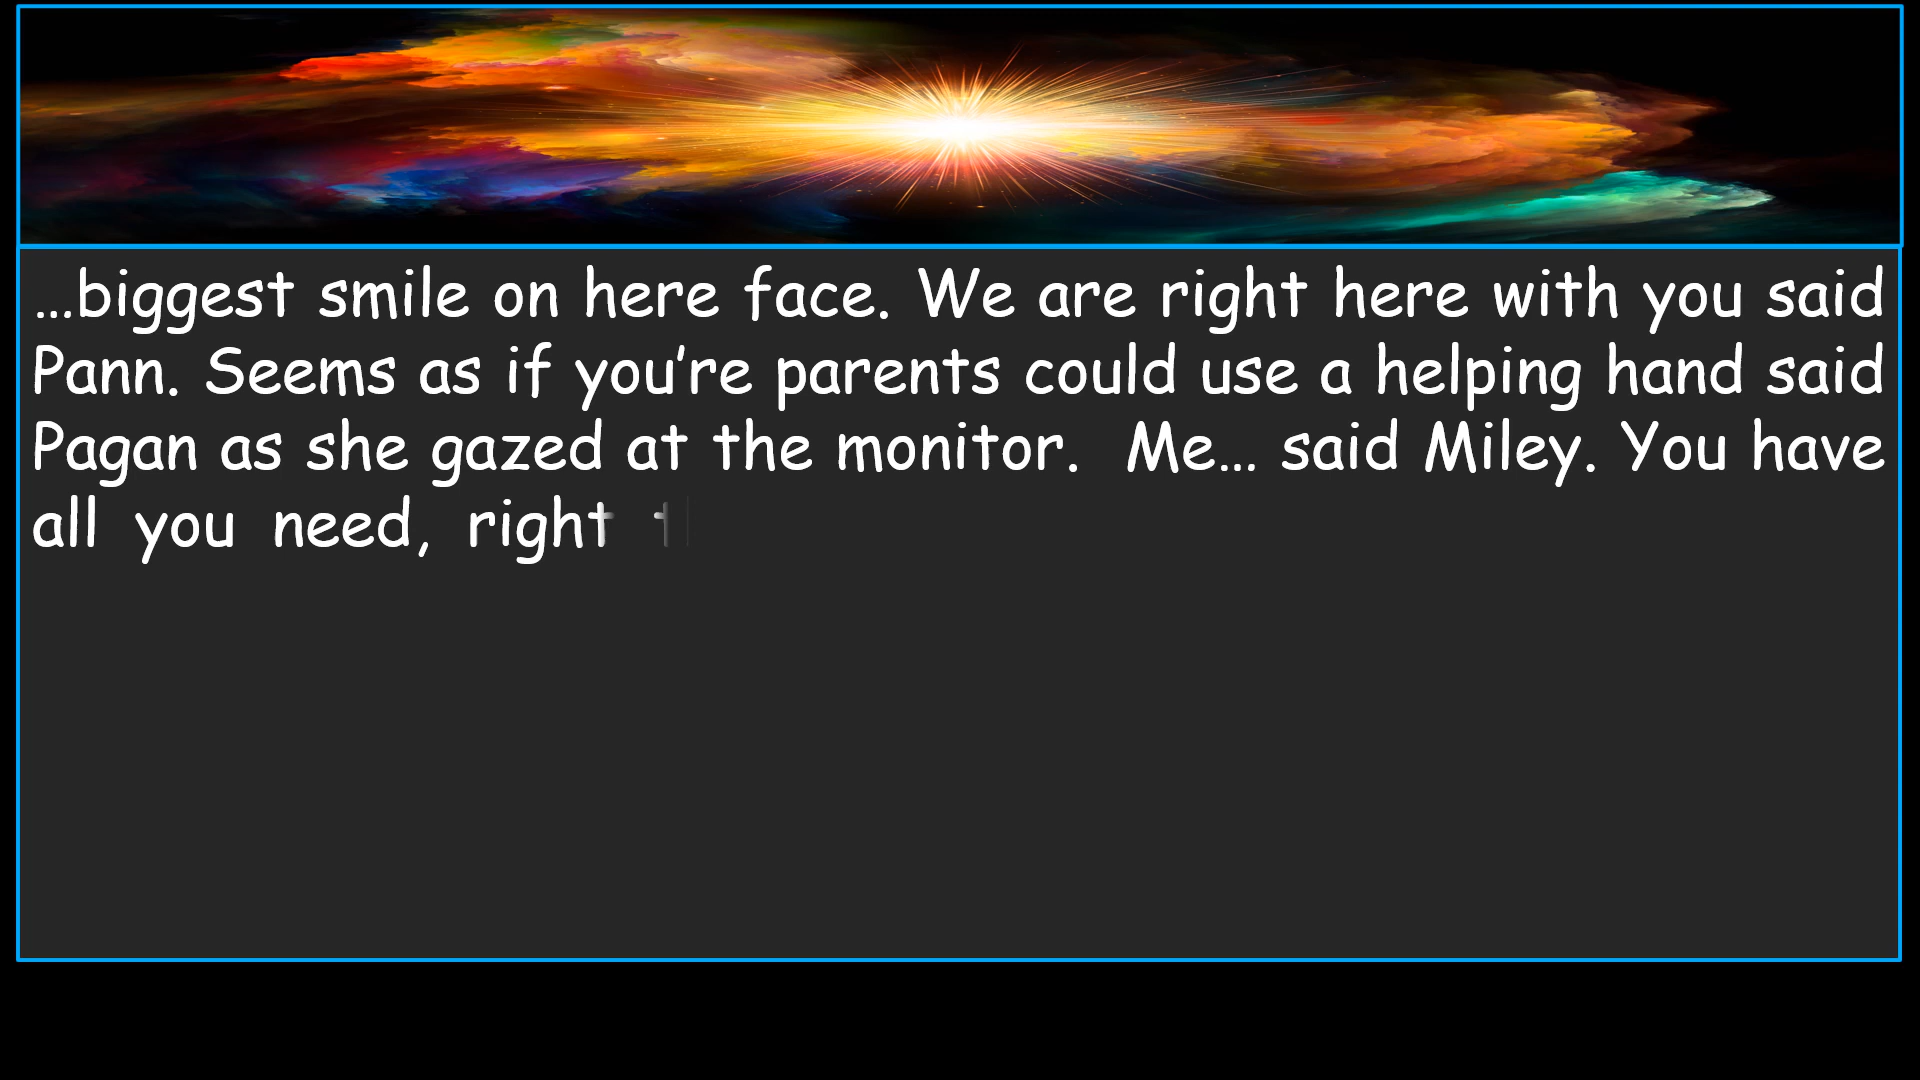 …biggest smile on here face. We are right here with you said
Pann. Seems as if you’re parents could use a helping hand said
Pagan as she gazed at the monitor.  Me… said Miley. You have
all you need, right